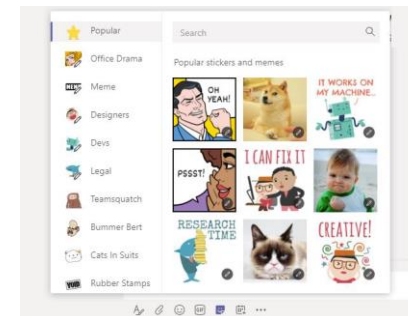 Popular
Office Drama
Meme
Designers
Devs
Legal
Teamsquatch
Bummer Bert
Cats In Suits
Rubber Stamps
Search
Popular stickers and memes
OH
YEAH!
IT WORKS ON
MY MACHINE...
PSSST!
I CAN FIX IT
RESEARCH
TIME
CREATIVE!
GIF